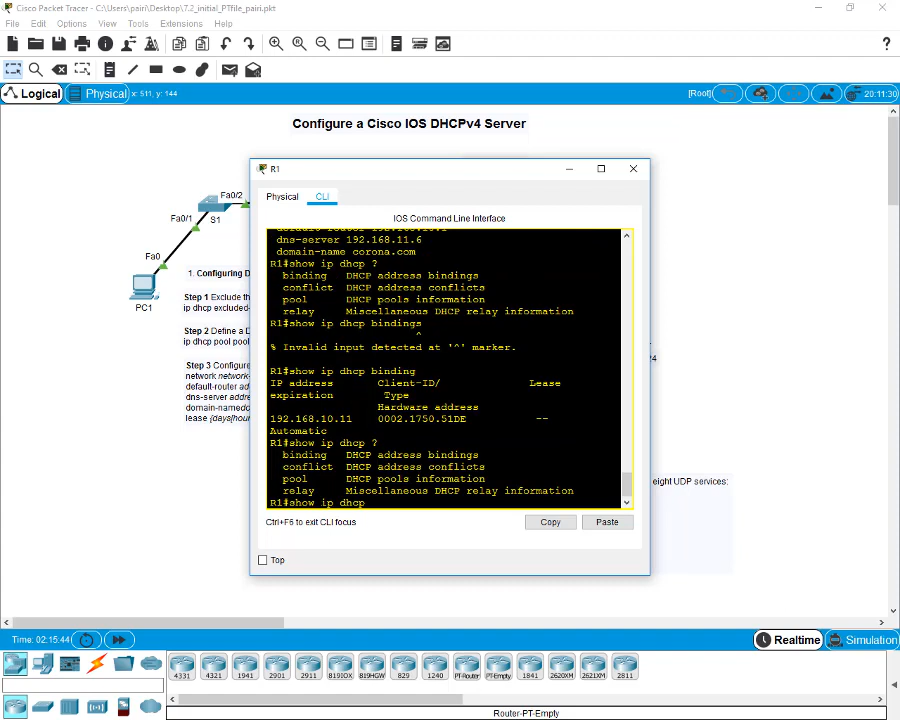 Cisco Packet Tracer - C:\Users\pairi\Desktop\7.2_initial_PTfile_pairi.pkt
File Edit Options View Tools Extensions Help
?
Logical Physical x: 511, y: 144 [Root] 20:11:30
Configure a Cisco IOS DHCPv4 Server
Fa0/2
S1
Fa0/1
Fa0
PC1
1. Configuring D
Step 1 Exclude th
ip dhcp excluded-
Step 2 Define a D
ip dhcp pool pool
Step 3 Configure
network network-
default-router ad
dns-server addre
domain-namedo
lease {days[hour
R1
Physical CLI
IOS Command Line Interface
dns-server 192.168.11.6
domain-name corona.com
R1#show ip dhcp ?
binding DHCP address bindings
conflict DHCP address conflicts
pool DHCP pools information
relay Miscellaneous DHCP relay information
R1#show ip dhcp bindings
^
% Invalid input detected at '^' marker.
R1#show ip dhcp binding
IP address Client-ID/ Lease
expiration Type
Hardware address
192.168.10.11 0002.1750.51DE --
Automatic
R1#show ip dhcp ?
binding DHCP address bindings
conflict DHCP address conflicts
pool DHCP pools information
relay Miscellaneous DHCP relay information
R1#show ip dhcp
Ctrl+F6 to exit CLI focus Copy Paste
Top
v4
eight UDP services:
Time: 02:15:44 Realtime Simulation
4331 4321 1941 2901 2911 819IOX 819HGW 829 1240 PT-Router PT-Empty 1841 2620XM 2621XM 2811
Router-PT-Empty